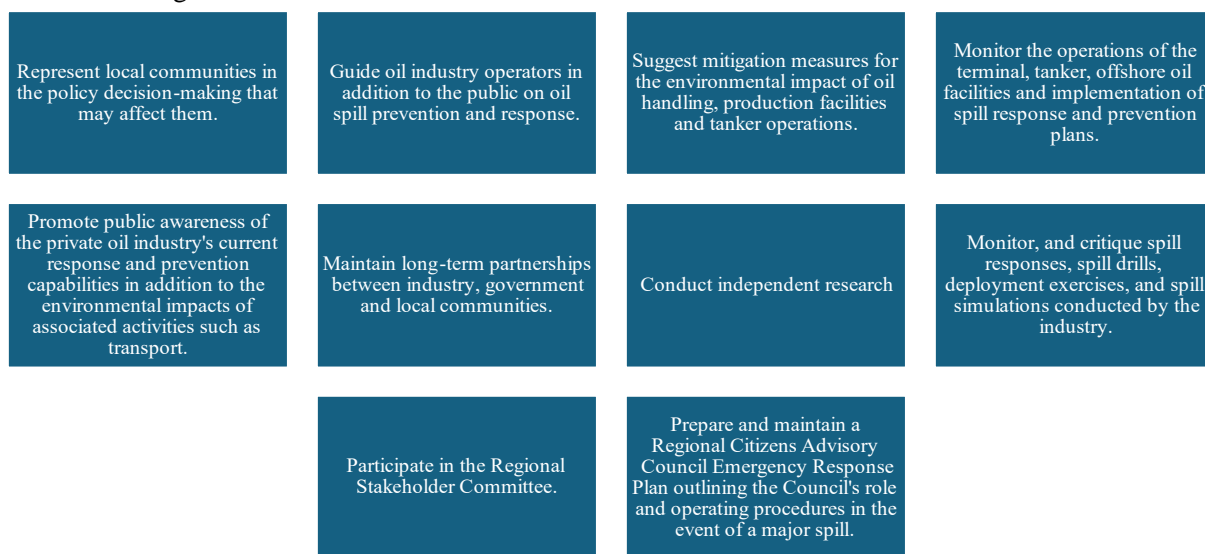 Represent local communities in
the policy decision-making that
may affect them.
Guide oil industry operators in
addition to the public on oil
spill prevention and response.
Suggest mitigation measures for
the environmental impact of oil
handling, production facilities
and tanker operations.
Monitor the operations of the
terminal, tanker, offshore oil
facilities and implementation of
spill response and prevention
plans.
Promote public awareness of
the private oil industry's current
response and prevention
capabilities in addition to the
environmental impacts of
associated activities such as
transport.
Maintain long-term partnerships
between industry, government
and local communities.
Conduct independent research
Monitor, and critique spill
responses, spill drills,
deployment exercises, and spill
simulations conducted by the
industry.
Participate in the Regional
Stakeholder Committee.
Prepare and maintain a
Regional Citizens Advisory
Council Emergency Response
Plan outlining the Council's role
and operating procedures in the
event of a major spill.